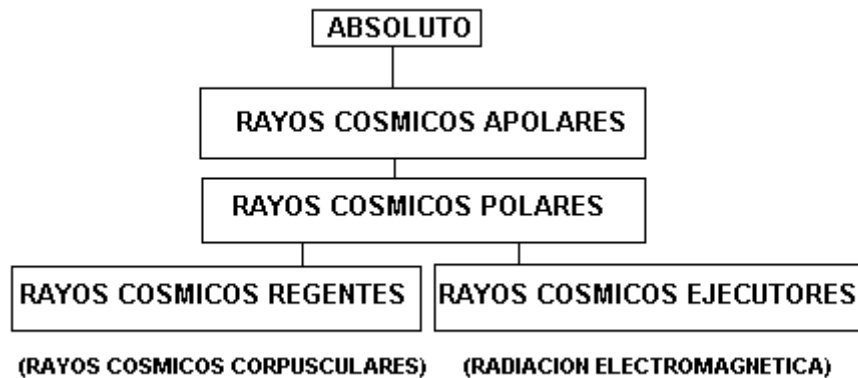 ABSOLUTO
RAYOS COSMICOS APOLARES
RAYOS COSMICOS POLARES
RAYOS COSMICOS REGENTES
RAYOS COSMICOS EJECUTORES
(RAYOS COSMICOS CORPUSCULARES)
(RADIACION ELECTROMAGNETICA)